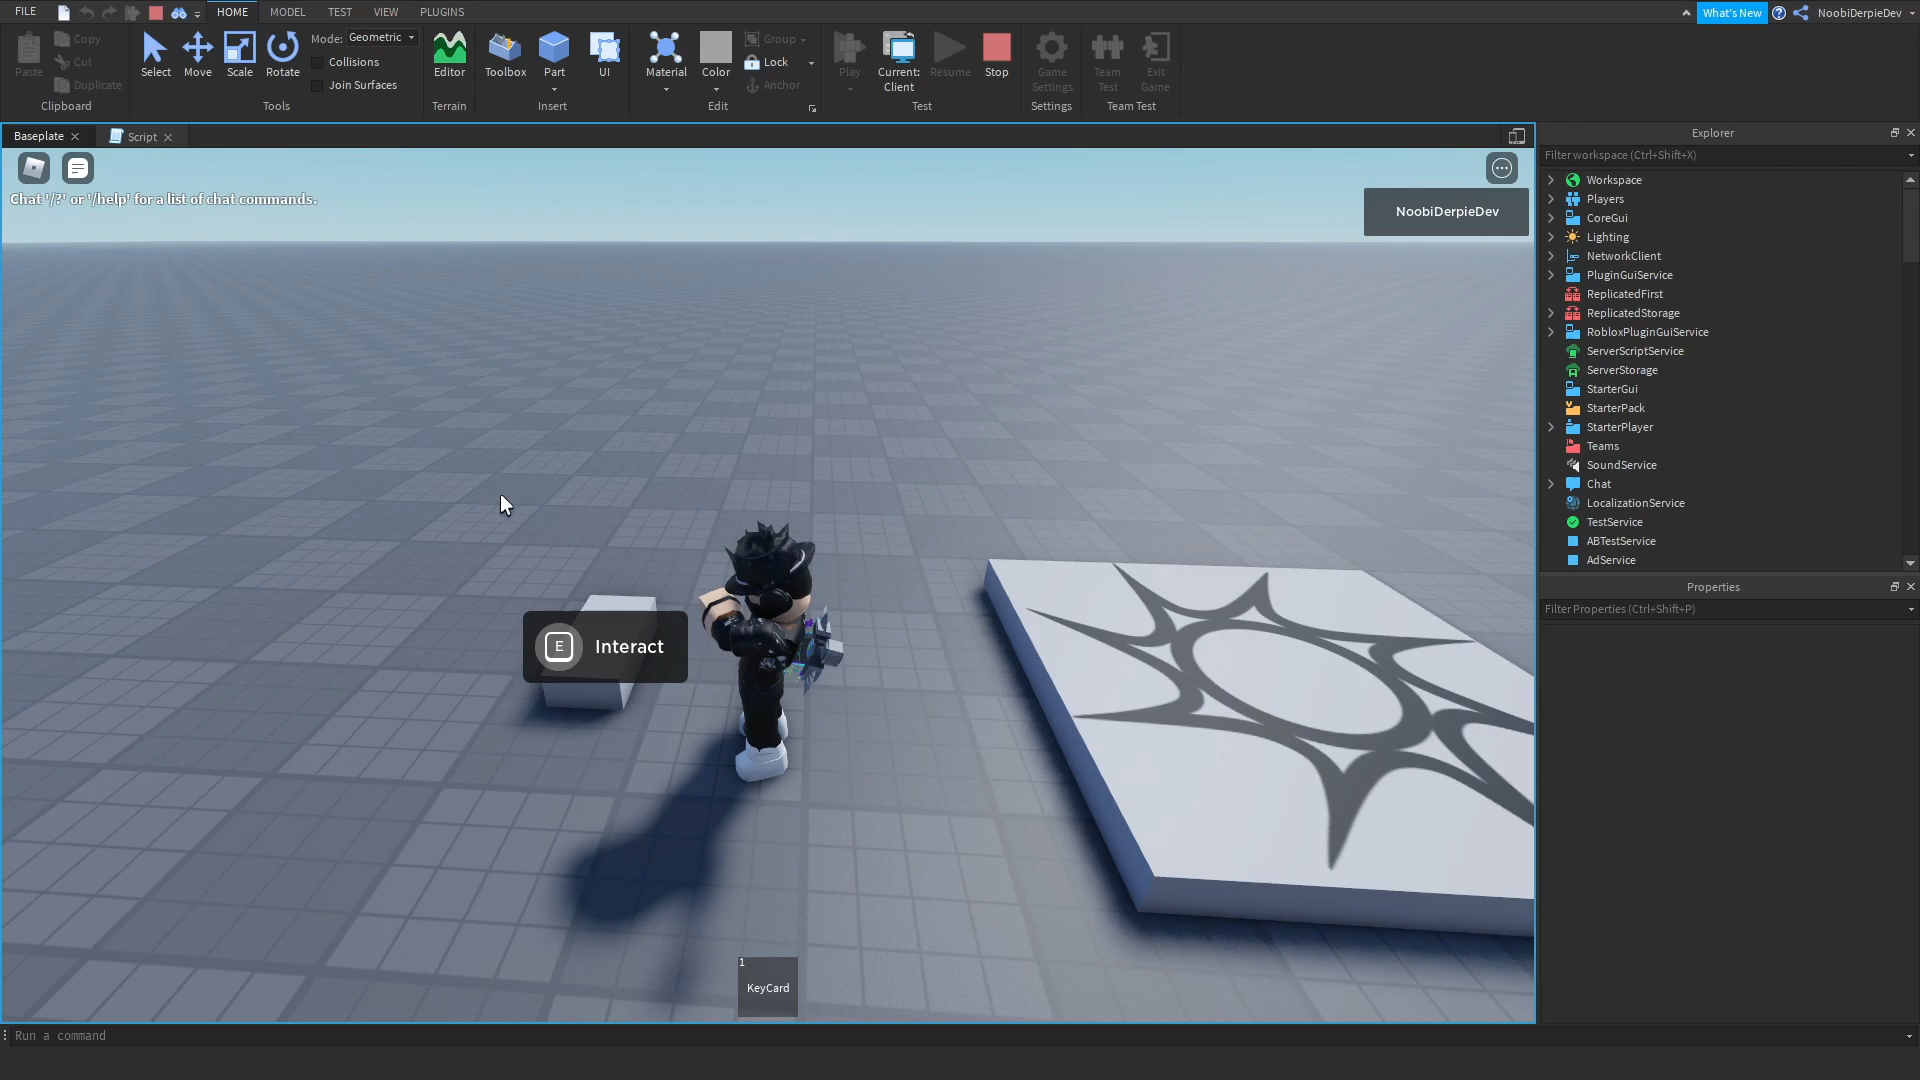 FILE
HOME
MODEL
TEST
VIEW
PLUGINS
What's New
NoobiDerpieDev
Paste
Copy
Cut
Duplicate
Clipboard
Select
Move
Scale
Rotate
Mode: Geometric
Collisions
Join Surfaces
Tools
Editor
Terrain
Toolbox
Part
UI
Insert
Material
Color
Group
Lock
Anchor
Edit
Play
Current:
Client
Resume
Stop
Test
Game
Settings
Settings
Team
Test
Exit
Game
Team Test
Baseplate
Script
Chat '/?' or '/help' for a list of chat commands.
NoobiDerpieDev
E Interact
1
KeyCard
Explorer
Filter workspace (Ctrl+Shift+X)
Workspace
Players
CoreGui
Lighting
NetworkClient
PluginGuiService
ReplicatedFirst
ReplicatedStorage
RobloxPluginGuiService
ServerScriptService
ServerStorage
StarterGui
StarterPack
StarterPlayer
Teams
SoundService
Chat
LocalizationService
TestService
ABTestService
AdService
Properties
Filter Properties (Ctrl+Shift+P)
Run a command